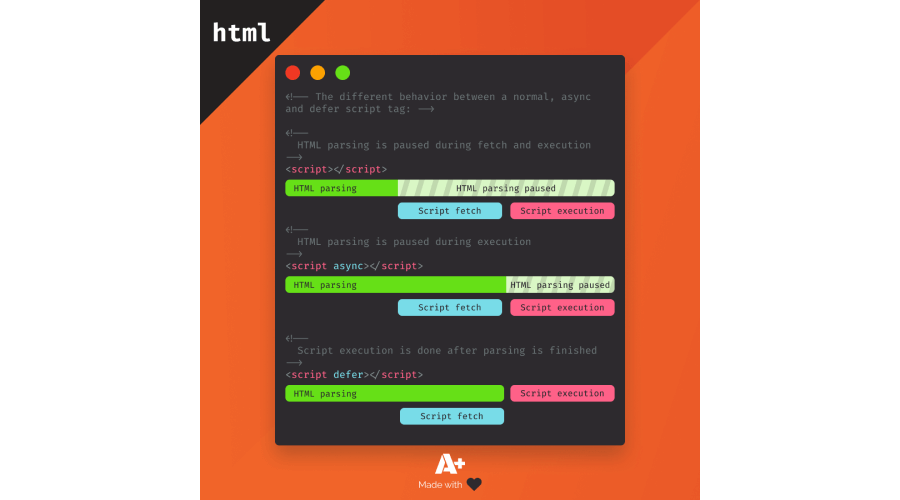 html
<!-- The different behavior between a normal, async
and defer script tag: -->
<!--
HTML parsing is paused during fetch and execution
-->
<script></script>
HTML parsing HTML parsing paused
Script fetch Script execution
<!--
HTML parsing is paused during execution
-->
<script async></script>
HTML parsing HTML parsing paused
Script fetch Script execution
<!--
Script execution is done after parsing is finished
-->
<script defer></script>
HTML parsing Script execution
Script fetch
A+
Made with